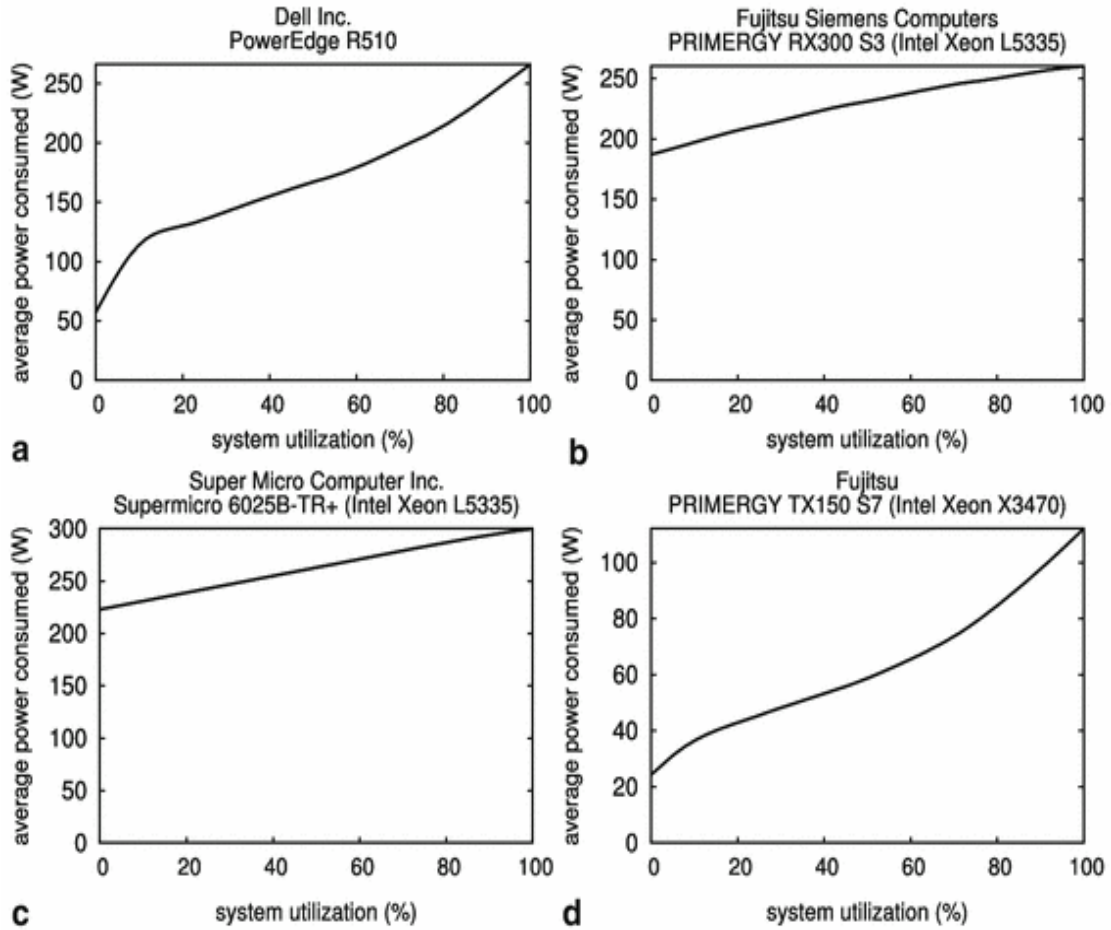 Dell Inc.
PowerEdge R510
average power consumed (W)
250
200
150
100
50
0
0 20 40 60 80 100
system utilization (%)
a
Fujitsu Siemens Computers
PRIMERGY RX300 S3 (Intel Xeon L5335)
average power consumed (W)
250
200
150
100
50
0
0 20 40 60 80 100
system utilization (%)
b
Super Micro Computer Inc.
Supermicro 6025B-TR+ (Intel Xeon L5335)
average power consumed (W)
300
250
200
150
100
50
0
0 20 40 60 80 100
system utilization (%)
c
Fujitsu
PRIMERGY TX150 S7 (Intel Xeon X3470)
average power consumed (W)
100
80
60
40
20
0
0 20 40 60 80 100
system utilization (%)
d